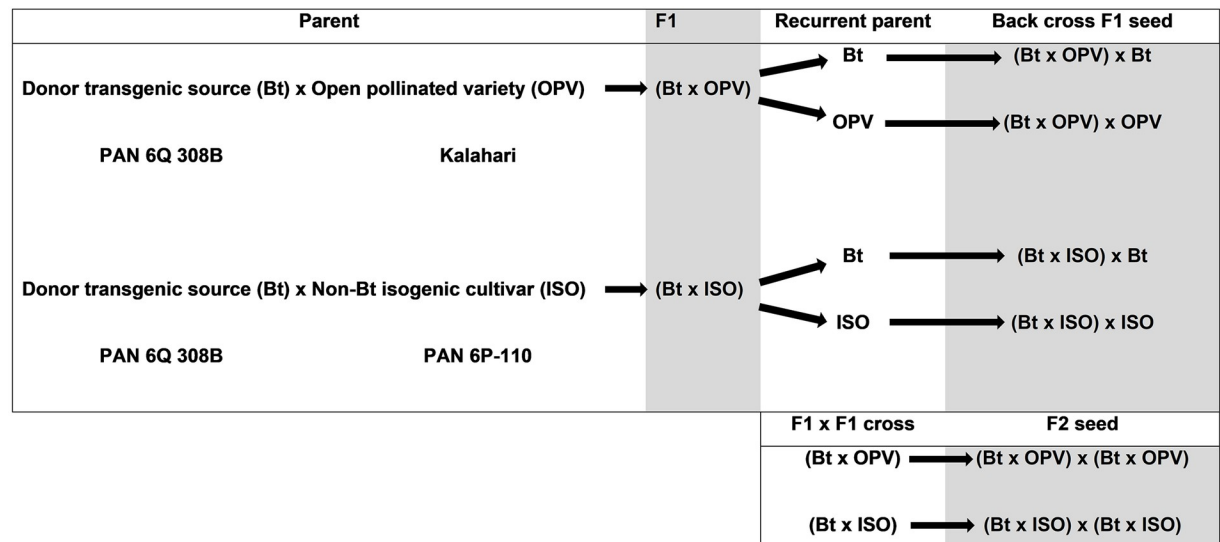 Parent F1 Recurrent parent Back cross F1 seed
Bt (Bt x OPV) x Bt
Donor transgenic source (Bt) x Open pollinated variety (OPV) (Bt x OPV)
OPV (Bt x OPV) x OPV
PAN 6Q 308B Kalahari
Bt (Bt x ISO) x Bt
Donor transgenic source (Bt) x Non-Bt isogenic cultivar (ISO) (Bt x ISO)
ISO (Bt x ISO) x ISO
PAN 6Q 308B PAN 6P-110
F1 x F1 cross F2 seed
(Bt x OPV) (Bt x OPV) x (Bt x OPV)
(Bt x ISO) (Bt x ISO) x (Bt x ISO)